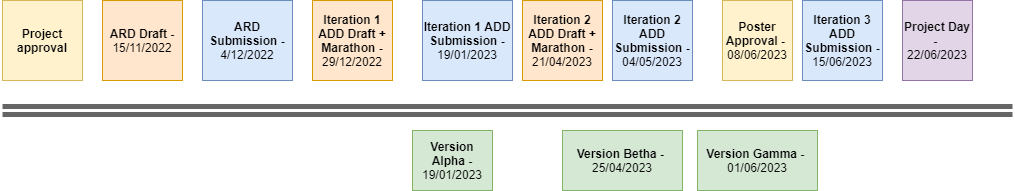 Project
approval
ARD Draft -
15/11/2022
ARD
Submission -
4/12/2022
Iteration 1
ADD Draft +
Marathon -
29/12/2022
Iteration 1 ADD
Submission -
19/01/2023
Iteration 2
ADD Draft +
Marathon -
21/04/2023
Iteration 2
ADD
Submission -
04/05/2023
Poster
Approval -
08/06/2023
Iteration 3
ADD
Submission -
15/06/2023
Project Day
-
22/06/2023
Version
Alpha -
19/01/2023
Version Betha -
25/04/2023
Version Gamma -
01/06/2023